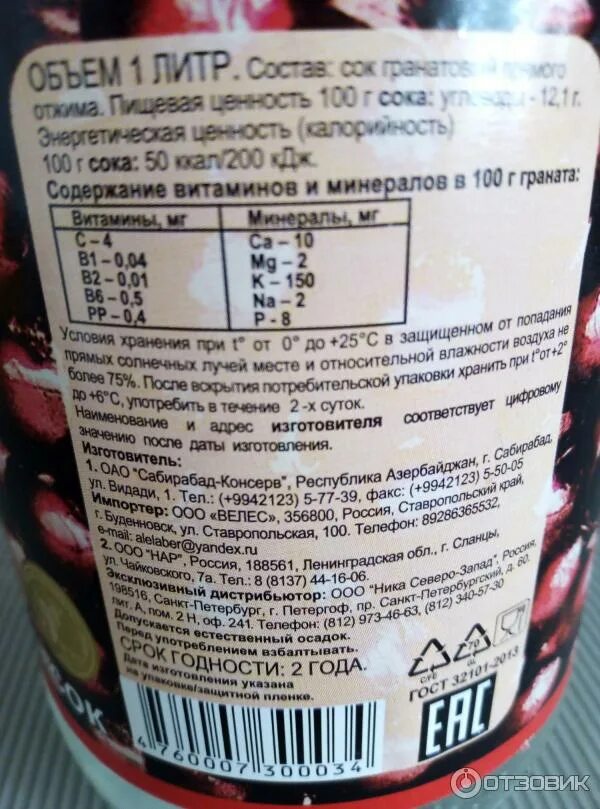 ОБЪЕМ 1 ЛИТР. Состав: сок гранатовый прямого
отжима. Пищевая ценность 100 г сока: углеводы - 12,1 г.
Энергетическая ценность (калорийность)
100 г сока: 50 ккал/200 кДж.
Содержание витаминов и минералов в 100 г граната:
Витамины, мг Минералы, мг
С – 4 Ca – 10
В1 – 0,04 Mg – 2
В2 – 0,01 K – 150
В6 – 0,5 Na – 2
РР – 0,4 P - 8
Условия хранения при t° от 0° до +25°С в защищенном от попадания
прямых солнечных лучей месте и относительной влажности воздуха не
более 75%. После вскрытия потребительской упаковки хранить при t°от+2°
до +6°С, употребить в течение 2-х суток.
Наименование и адрес изготовителя соответствует цифровому
значению после даты изготовления.
Изготовитель:
1. ОАО "Сабирабад-Консерв", Республика Азербайджан, г. Сабирабад,
ул. Видади, 1. Тел.: (+9942123) 5-77-39, факс: (+9942123) 5-50-05
Импортер: ООО «ВЕЛЕС», 356800, Россия, Ставропольский край,
г. Буденновск, ул. Ставропольская, 100. Телефон: 89286365532,
e-mail: alelaber@yandex.ru
2. ООО "НАР", Россия, 188561, Ленинградская обл., г. Сланцы,
ул. Чайковского, 7а. Тел.: 8 (8137) 44-16-06.
Эксклюзивный дистрибьютор: ООО "Ника Северо-Запад", Россия,
198516, Санкт-Петербург, г. Петергоф, пр. Санкт-Петербургский, д. 60,
лит. А, пом. 2 Н, оф. 241. Телефон: (812) 973-46-63, (812) 340-57-30
Допускается естественный осадок.
Перед употреблением взбалтывать.
СРОК ГОДНОСТИ: 2 ГОДА.
Дата изготовления указана
на упаковке/защитной пленке.
C/FE
70
GL
ГОСТ 32101-2013
4 760007 300034
EAC
СОК
ОТЗОВИК